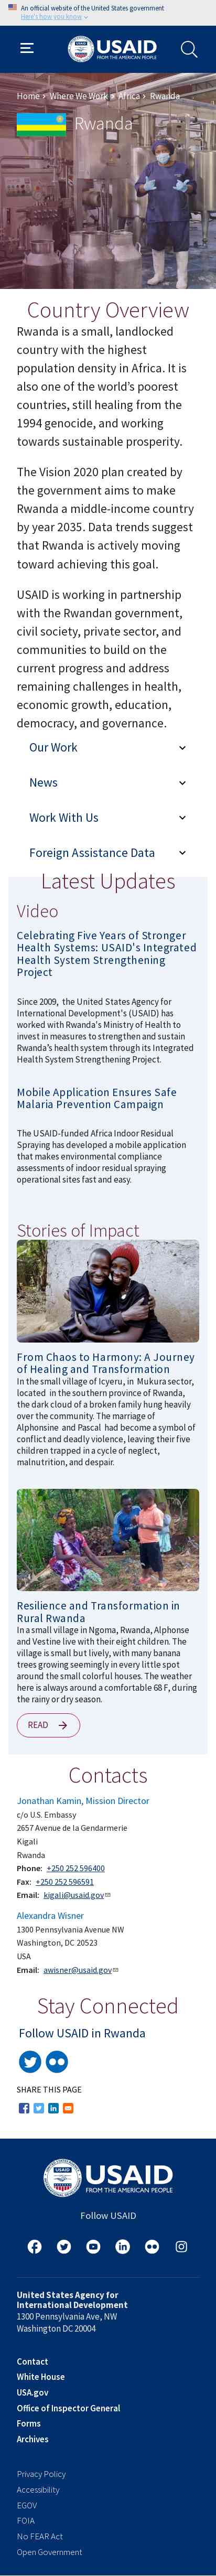 An official website of the United States government
Here's how you know
USAID
FROM THE AMERICAN PEOPLE
Home > Where We Work > Africa > Rwanda
Rwanda
Country Overview
Rwanda is a small, landlocked
country with the highest
population density in Africa. It is
also one of the world’s poorest
countries, still healing from the
1994 genocide, and working
towards sustainable prosperity.
The Vision 2020 plan created by
the government aims to make
Rwanda a middle-income country
by year 2035. Data trends suggest
that Rwanda is actively moving
toward achieving this goal.
USAID is working in partnership
with the Rwandan government,
civil society, private sector, and
communities to build on the
current progress and address
remaining challenges in health,
economic growth, education,
democracy, and governance.
Our Work
News
Work With Us
Foreign Assistance Data
Latest Updates
Video
Celebrating Five Years of Stronger
Health Systems: USAID's Integrated
Health System Strengthening
Project
Since 2009, the United States Agency for
International Development's (USAID) has
worked with Rwanda's Ministry of Health to
invest in measures to strengthen and sustain
Rwanda’s health system through its Integrated
Health System Strengthening Project.
Mobile Application Ensures Safe
Malaria Prevention Campaign
The USAID-funded Africa Indoor Residual
Spraying has developed a mobile application
that makes environmental compliance
assessments of indoor residual spraying
operational sites fast and easy.
Stories of Impact
From Chaos to Harmony: A Journey
of Healing and Transformation
In the small village of Icyeru, in Mukura sector,
located in the southern province of Rwanda,
the dark cloud of a broken family hung heavily
over the community. The marriage of
Alphonsine and Pascal had become a symbol of
conflict and deadly violence, leaving their five
children trapped in a cycle of neglect,
malnutrition, and despair.
Resilience and Transformation in
Rural Rwanda
In a small village in Ngoma, Rwanda, Alphonse
and Vestine live with their three children. The
village is small but lively, with many banana
trees growing seemingly in every little space
around the small colorful houses. The weather
here is always a comfortable 68 F, during
the rainy or dry season.
READ
Contacts
Jonathan Kamin, Mission Director
c/o U.S. Embassy
2657 Avenue de la Gendarmerie
Kigali
Rwanda
Phone: +250 252 596400
Fax: +250 252 596591
Email: kigali@usaid.gov
Alexandra Wisner
1300 Pennsylvania Avenue NW
Washington, DC 20523
USA
Email: awisner@usaid.gov
Stay Connected
Follow USAID in Rwanda
SHARE THIS PAGE
USAID
FROM THE AMERICAN PEOPLE
Follow USAID
United States Agency for
International Development
1300 Pennsylvania Ave, NW
Washington DC 20004
Contact
White House
USA.gov
Office of Inspector General
Forms
Archives
Privacy Policy
Accessibility
EGOV
FOIA
No FEAR Act
Open Government